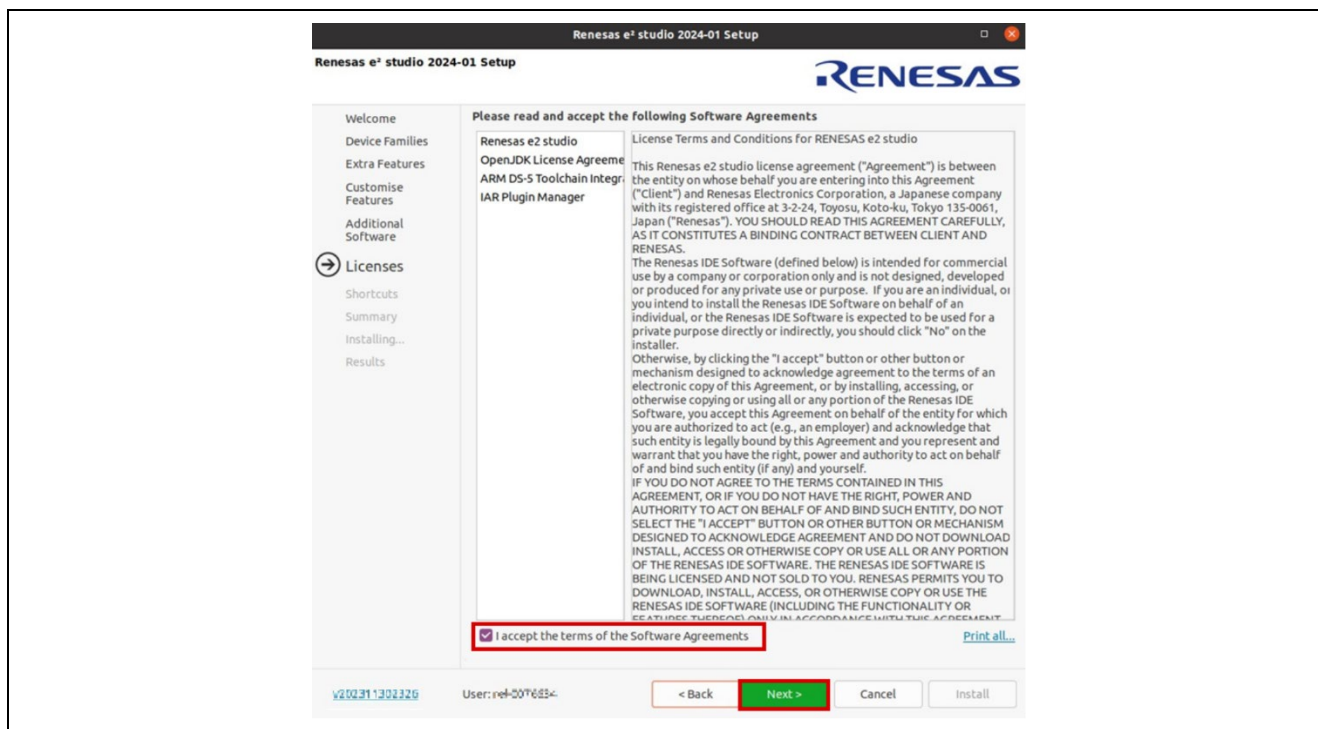 Renesas e² studio 2024-01 Setup
Renesas e² studio 2024-01 Setup
RENESAS
Welcome
Device Families
Extra Features
Customise
Features
Additional
Software
Licenses
Shortcuts
Summary
Installing...
Results
Please read and accept the following Software Agreements
Renesas e2 studio
OpenJDK License Agreeme
ARM DS-5 Toolchain Integr
IAR Plugin Manager
License Terms and Conditions for RENESAS e2 studio
This Renesas e2 studio license agreement ("Agreement") is between
the entity on whose behalf you are entering into this Agreement
("Client") and Renesas Electronics Corporation, a Japanese company
with its registered office at 3-2-24, Toyosu, Koto-ku, Tokyo 135-0061,
Japan ("Renesas"). YOU SHOULD READ THIS AGREEMENT CAREFULLY,
AS IT CONSTITUTES A BINDING CONTRACT BETWEEN CLIENT AND
RENESAS.
The Renesas IDE Software (defined below) is intended for commercial
use by a company or corporation only and is not designed, developed
or produced for any private use or purpose. If you are an individual, or
you intend to install the Renesas IDE Software on behalf of an
individual, or the Renesas IDE Software is expected to be used for a
private purpose directly or indirectly, you should click "No" on the
installer.
Otherwise, by clicking the "I accept" button or other button or
mechanism designed to acknowledge agreement to the terms of an
electronic copy of this Agreement, or by installing, accessing, or
otherwise copying or using all or any portion of the Renesas IDE
Software, you accept this Agreement on behalf of the entity for which
you are authorized to act (e.g., an employer) and acknowledge that
such entity is legally bound by this Agreement and you represent and
warrant that you have the right, power and authority to act on behalf
of and bind such entity (if any) and yourself.
IF YOU DO NOT AGREE TO THE TERMS CONTAINED IN THIS
AGREEMENT, OR IF YOU DO NOT HAVE THE RIGHT, POWER AND
AUTHORITY TO ACT ON BEHALF OF AND BIND SUCH ENTITY, DO NOT
SELECT THE "I ACCEPT" BUTTON OR OTHER BUTTON OR MECHANISM
DESIGNED TO ACKNOWLEDGE AGREEMENT AND DO NOT DOWNLOAD
INSTALL, ACCESS OR OTHERWISE COPY OR USE ALL OR ANY PORTION
OF THE RENESAS IDE SOFTWARE. THE RENESAS IDE SOFTWARE IS
BEING LICENSED AND NOT SOLD TO YOU. RENESAS PERMITS YOU TO
DOWNLOAD, INSTALL, ACCESS, OR OTHERWISE COPY OR USE THE
RENESAS IDE SOFTWARE (INCLUDING THE FUNCTIONALITY OR
FEATURES THEREOF) ONLY IN ACCORDANCE WITH THIS AGREEMENT
I accept the terms of the Software Agreements
Print all...
v202311302326
User:
< Back
Next >
Cancel
Install